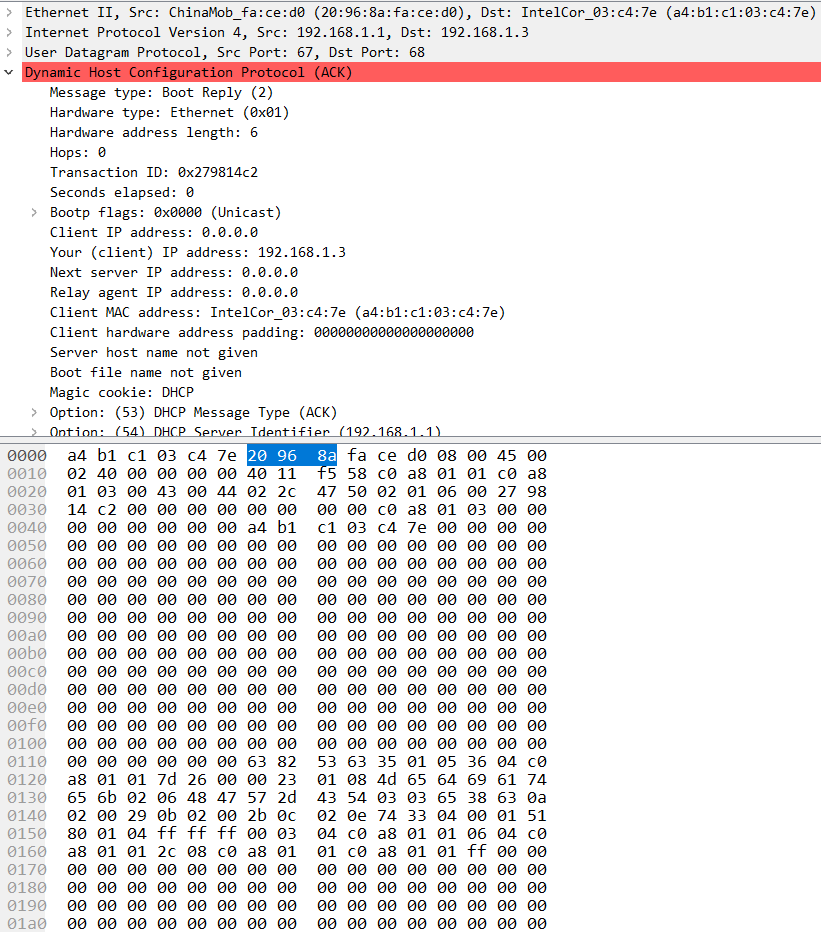 Ethernet II, Src: ChinaMob_fa:ce:d0 (20:96:8a:fa:ce:d0), Dst: IntelCor_03:c4:7e (a4:b1:c1:03:c4:7e)
Internet Protocol Version 4, Src: 192.168.1.1, Dst: 192.168.1.3
User Datagram Protocol, Src Port: 67, Dst Port: 68
Dynamic Host Configuration Protocol (ACK)
Message type: Boot Reply (2)
Hardware type: Ethernet (0x01)
Hardware address length: 6
Hops: 0
Transaction ID: 0x279814c2
Seconds elapsed: 0
Bootp flags: 0x0000 (Unicast)
Client IP address: 0.0.0.0
Your (client) IP address: 192.168.1.3
Next server IP address: 0.0.0.0
Relay agent IP address: 0.0.0.0
Client MAC address: IntelCor_03:c4:7e (a4:b1:c1:03:c4:7e)
Client hardware address padding: 00000000000000000000
Server host name not given
Boot file name not given
Magic cookie: DHCP
Option: (53) DHCP Message Type (ACK)
Option: (54) DHCP Server Identifier (192.168.1.1)
0000 a4 b1 c1 03 c4 7e 20 96 8a fa ce d0 08 00 45 00
0010 02 40 00 00 00 00 40 11 f5 58 c0 a8 01 01 c0 a8
0020 01 03 00 43 00 44 02 2c 47 50 02 01 06 00 27 98
0030 14 c2 00 00 00 00 00 00 00 00 c0 a8 01 03 00 00
0040 00 00 00 00 00 00 a4 b1 c1 03 c4 7e 00 00 00 00
0050 00 00 00 00 00 00 00 00 00 00 00 00 00 00 00 00
0060 00 00 00 00 00 00 00 00 00 00 00 00 00 00 00 00
0070 00 00 00 00 00 00 00 00 00 00 00 00 00 00 00 00
0080 00 00 00 00 00 00 00 00 00 00 00 00 00 00 00 00
0090 00 00 00 00 00 00 00 00 00 00 00 00 00 00 00 00
00a0 00 00 00 00 00 00 00 00 00 00 00 00 00 00 00 00
00b0 00 00 00 00 00 00 00 00 00 00 00 00 00 00 00 00
00c0 00 00 00 00 00 00 00 00 00 00 00 00 00 00 00 00
00d0 00 00 00 00 00 00 00 00 00 00 00 00 00 00 00 00
00e0 00 00 00 00 00 00 00 00 00 00 00 00 00 00 00 00
00f0 00 00 00 00 00 00 00 00 00 00 00 00 00 00 00 00
0100 00 00 00 00 00 00 00 00 00 00 00 00 00 00 00 00
0110 00 00 00 00 00 00 63 82 53 63 35 01 05 36 04 c0
0120 a8 01 01 7d 26 00 00 23 01 08 4d 65 64 69 61 74
0130 65 6b 02 06 48 47 57 2d 43 54 03 03 65 38 63 0a
0140 02 00 29 0b 02 00 2b 0c 02 0e 74 33 04 00 01 51
0150 80 01 04 ff ff ff 00 03 04 c0 a8 01 01 06 04 c0
0160 a8 01 01 2c 08 c0 a8 01 01 c0 a8 01 01 ff 00 00
0170 00 00 00 00 00 00 00 00 00 00 00 00 00 00 00 00
0180 00 00 00 00 00 00 00 00 00 00 00 00 00 00 00 00
0190 00 00 00 00 00 00 00 00 00 00 00 00 00 00 00 00
01a0 00 00 00 00 00 00 00 00 00 00 00 00 00 00 00 00